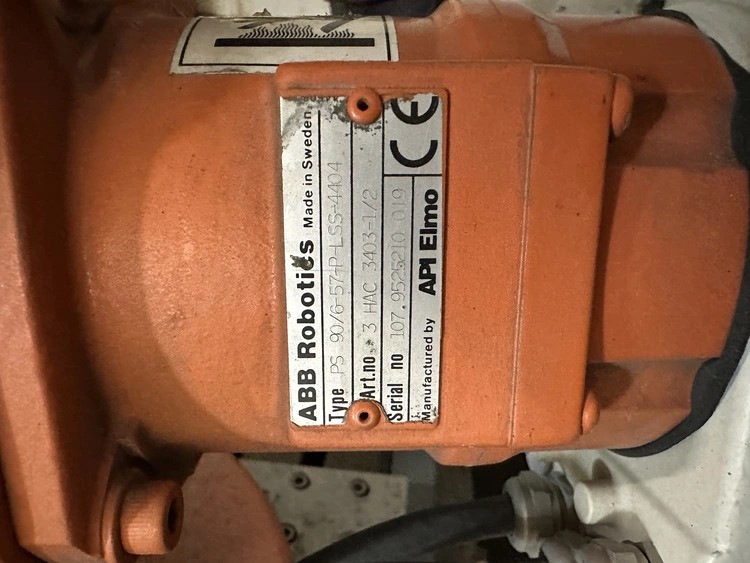 ABB Robotics Made in Sweden
Type PS 90/6-57-P-LSS-4404
Art.no. 3 HAC 3403-1/2
Serial no 107.9525210 019
Manufactured by API Elmo
CE